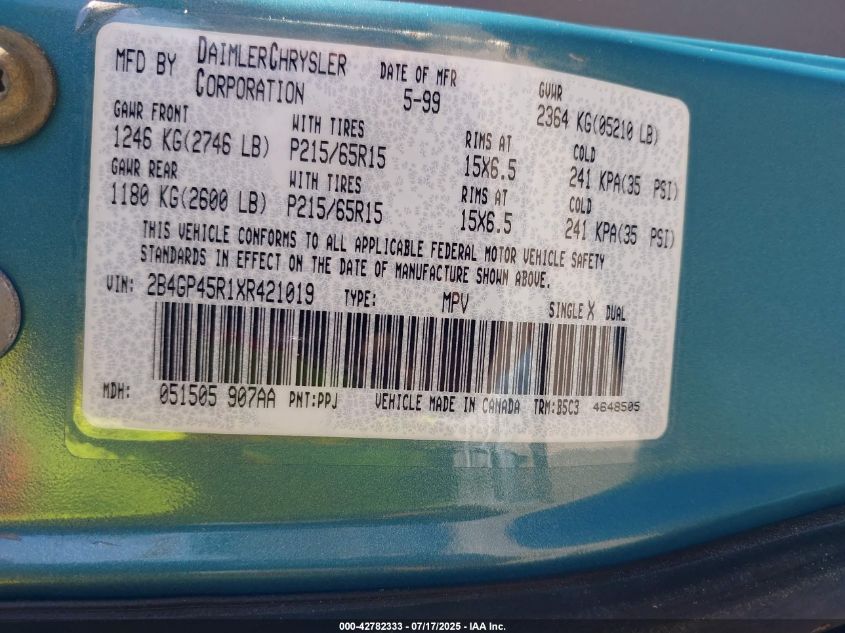 MFD BY DAIMLERCHRYSLER CORPORATION DATE OF MFR 5-99 GVWR 2364 KG(05210 LB)
GAWR FRONT WITH TIRES RIMS AT COLD
1246 KG(2746 LB) P215/65R15 15X6.5 241 KPA(35 PSI)
GAWR REAR WITH TIRES RIMS AT COLD
1180 KG(2600 LB) P215/65R15 15X6.5 241 KPA(35 PSI)
THIS VEHICLE CONFORMS TO ALL APPLICABLE FEDERAL MOTOR VEHICLE SAFETY
STANDARDS IN EFFECT ON THE DATE OF MANUFACTURE SHOWN ABOVE.
VIN: 2B4GP45R1XR421019 TYPE: MPV SINGLE X DUAL
MDH: 051505 907AA PNT:PPJ VEHICLE MADE IN CANADA TRM:B5C3 4648505
000-42782333 - 07/17/2025 - IAA Inc.